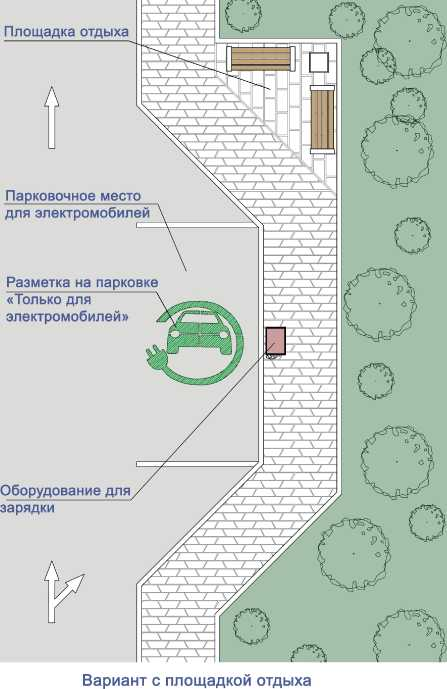 Площадка отдыха
Парковочное место
для электромобилей
Разметка на парковке
«Только для
электромобилей»
Оборудование для
зарядки
Вариант с площадкой отдыха